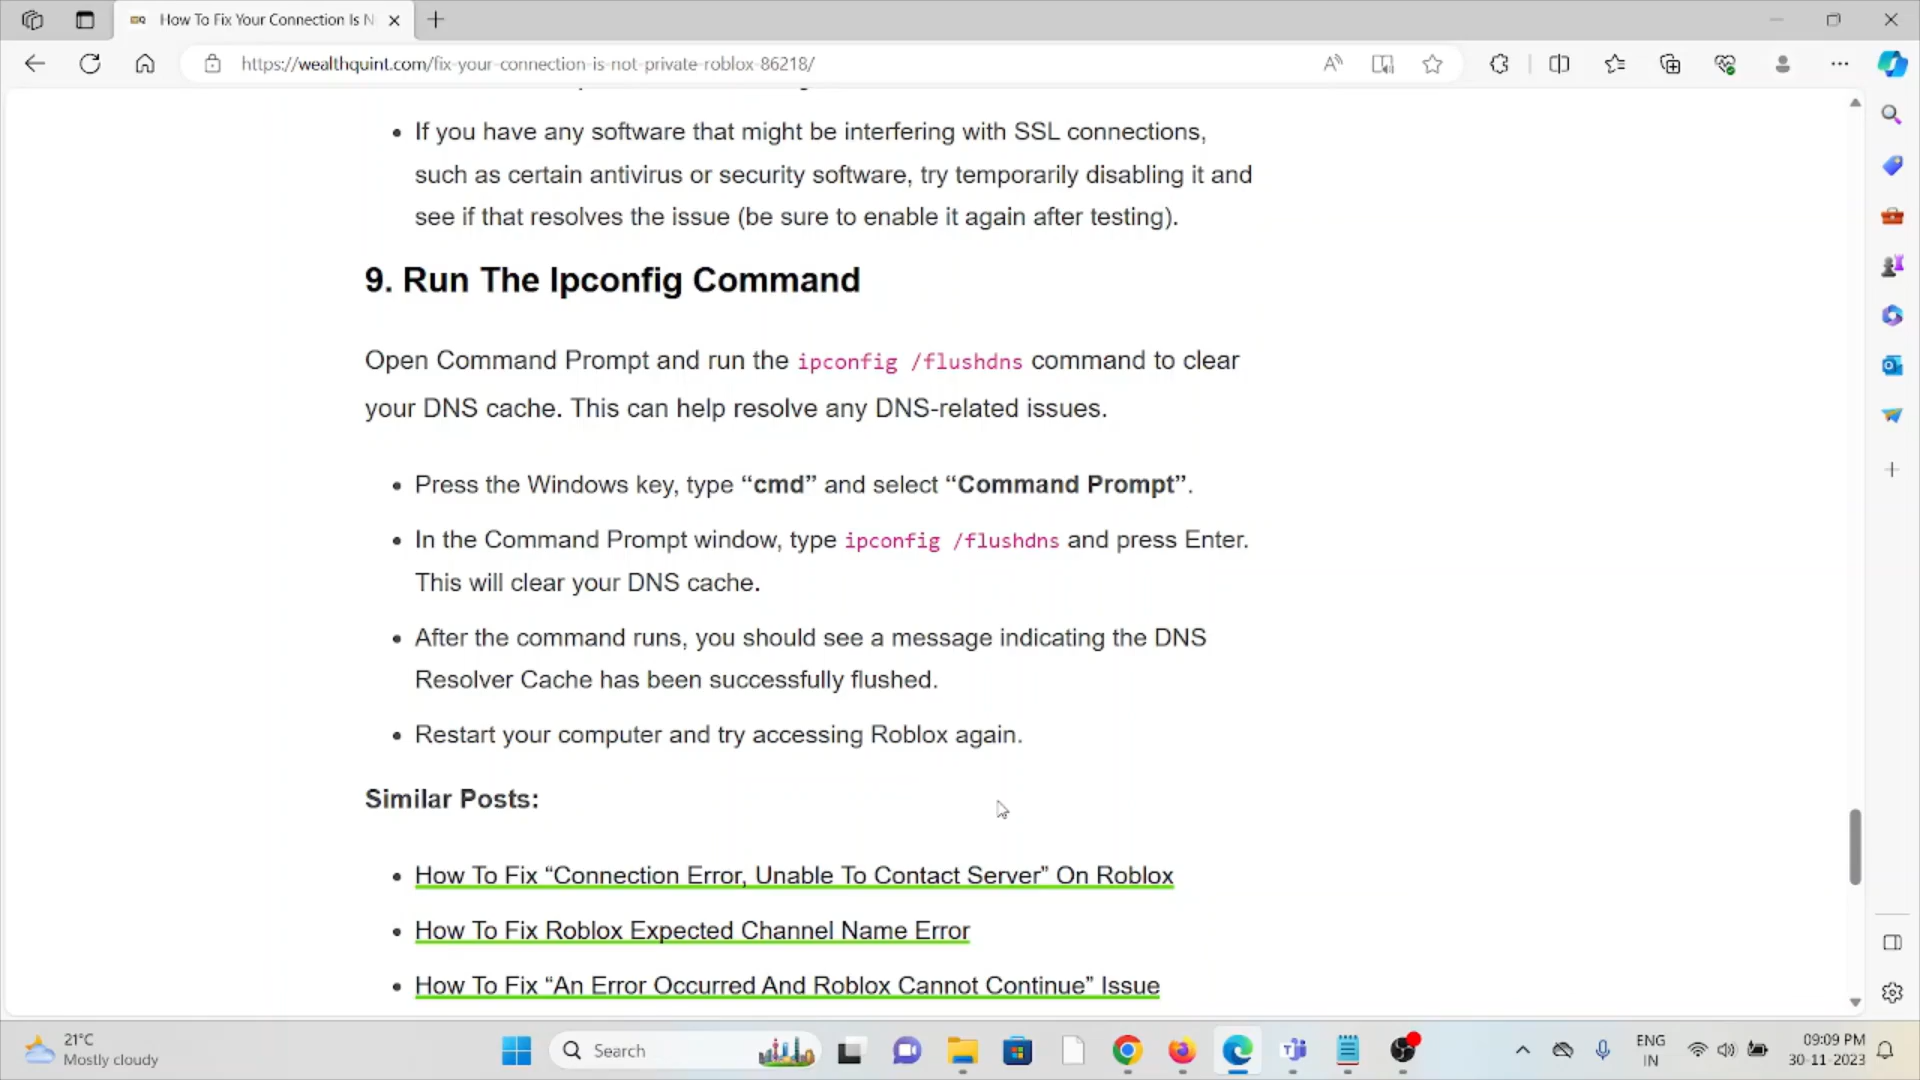 How To Fix Your Connection Is N
https://wealthquint.com/fix-your-connection-is-not-private-roblox-86218/
• If you have any software that might be interfering with SSL connections,
such as certain antivirus or security software, try temporarily disabling it and
see if that resolves the issue (be sure to enable it again after testing).
9. Run The Ipconfig Command
Open Command Prompt and run the ipconfig /flushdns command to clear
your DNS cache. This can help resolve any DNS-related issues.
• Press the Windows key, type “cmd” and select “Command Prompt”.
• In the Command Prompt window, type ipconfig /flushdns and press Enter.
This will clear your DNS cache.
• After the command runs, you should see a message indicating the DNS
Resolver Cache has been successfully flushed.
• Restart your computer and try accessing Roblox again.
Similar Posts:
• How To Fix “Connection Error, Unable To Contact Server” On Roblox
• How To Fix Roblox Expected Channel Name Error
• How To Fix “An Error Occurred And Roblox Cannot Continue” Issue
21°C
Mostly cloudy
Search
ENG
IN
09:09 PM
30-11-2023